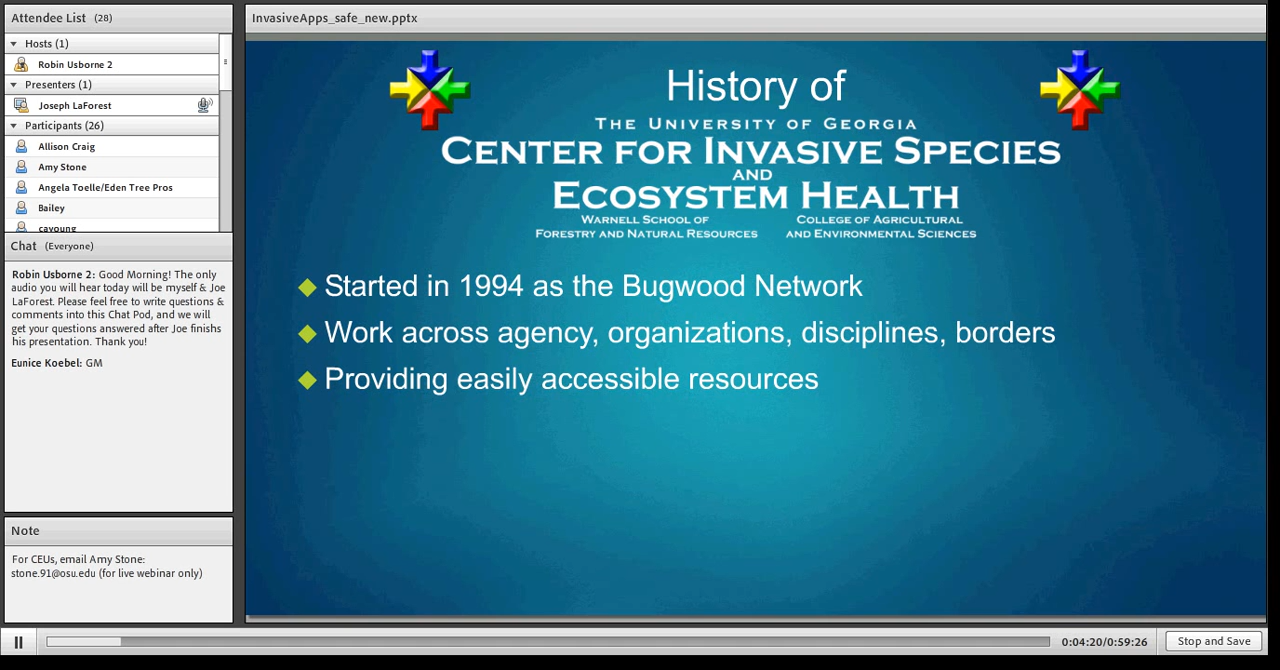 Attendee List (28)
Hosts (1)
Robin Usborne 2
Presenters (1)
Joseph LaForest
Participants (26)
Allison Craig
Amy Stone
Angela Toelle/Eden Tree Pros
Bailey
cayoung
Chat (Everyone)
Robin Usborne 2: Good Morning! The only
audio you will hear today will be myself & Joe
LaForest. Please feel free to write questions &
comments into this Chat Pod, and we will
get your questions answered after Joe finishs
his presentation. Thank you!
Eunice Koebel: GM
Note
For CEUs, email Amy Stone:
stone.91@osu.edu (for live webinar only)
InvasiveApps_safe_new.pptx
History of
THE UNIVERSITY OF GEORGIA
CENTER FOR INVASIVE SPECIES
AND
ECOSYSTEM HEALTH
WARNELL SCHOOL OF
FORESTRY AND NATURAL RESOURCES
COLLEGE OF AGRICULTURAL
AND ENVIRONMENTAL SCIENCES
Started in 1994 as the Bugwood Network
Work across agency, organizations, disciplines, borders
Providing easily accessible resources
0:04:20/0:59:26
Stop and Save